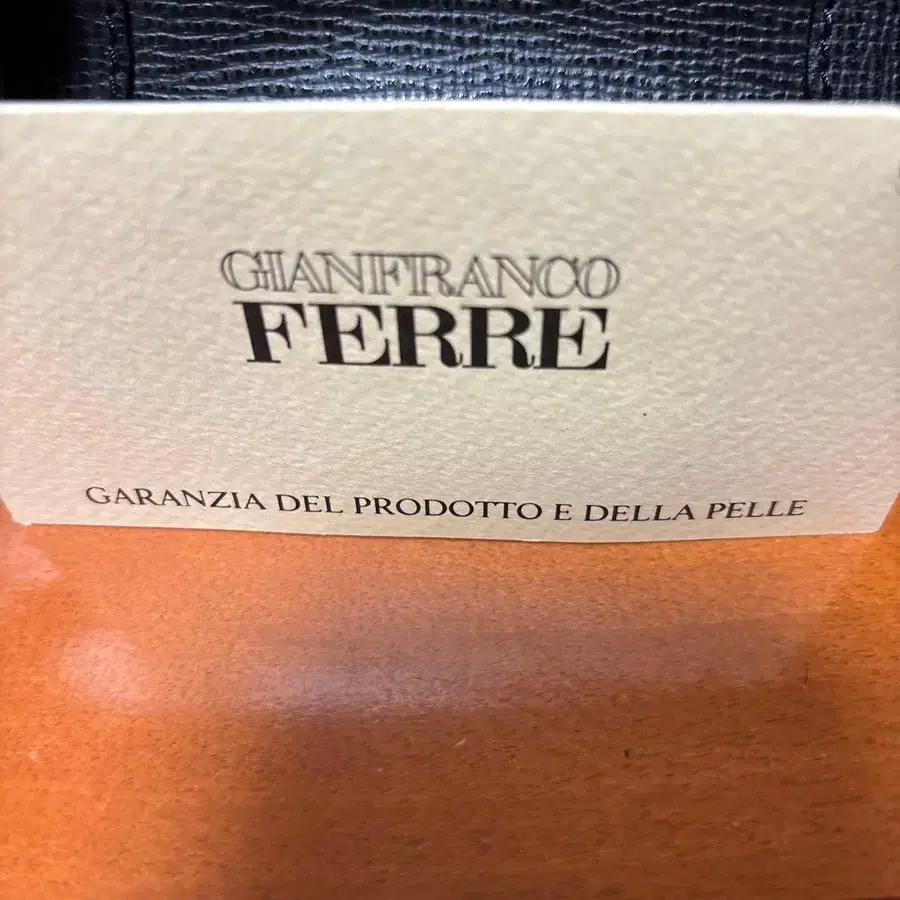 GIANFRANCO
FERRE
GARANZIA DEL PRODOTTO E DELLA PELLE